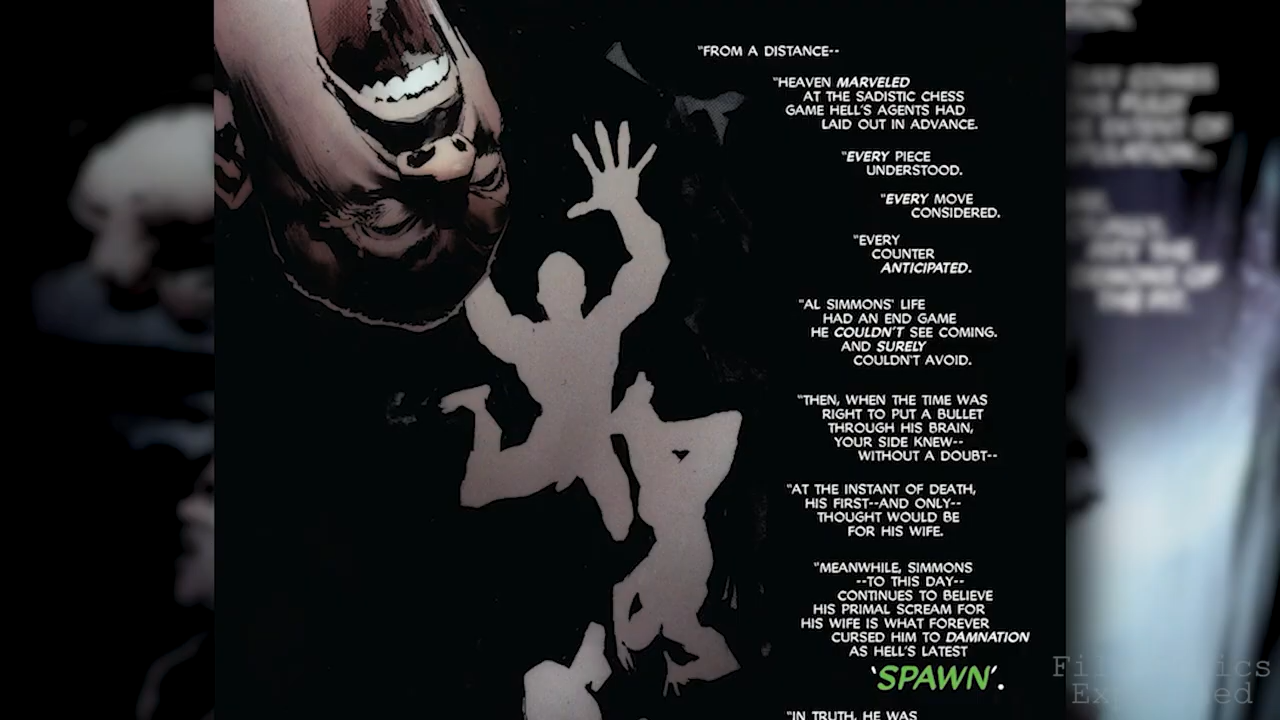 "FROM A DISTANCE--
"HEAVEN MARVELED
AT THE SADISTIC CHESS
GAME HELL'S AGENTS HAD
LAID OUT IN ADVANCE.
"EVERY PIECE
UNDERSTOOD.
"EVERY MOVE
CONSIDERED.
"EVERY
COUNTER
ANTICIPATED.
"AL SIMMONS' LIFE
HAD AN END GAME
HE COULDN'T SEE COMING.
AND SURELY
COULDN'T AVOID.
"THEN, WHEN THE TIME WAS
RIGHT TO PUT A BULLET
THROUGH HIS BRAIN,
YOUR SIDE KNEW--
WITHOUT A DOUBT--
"AT THE INSTANT OF DEATH,
HIS FIRST--AND ONLY--
THOUGHT WOULD BE
FOR HIS WIFE.
"MEANWHILE, SIMMONS
--TO THIS DAY--
CONTINUES TO BELIEVE
HIS PRIMAL SCREAM FOR
HIS WIFE IS WHAT FOREVER
CURSED HIM TO DAMNATION
AS HELL'S LATEST
'SPAWN'.
"IN TRUTH, HE WAS